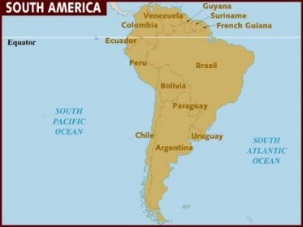 SOUTH AMERICA
Guyana
Venezuela
Suriname
Colombia
French Guiana
Equator
Ecuador
Peru
Brazil
Bolivia
Paraguay
SOUTH
PACIFIC
OCEAN
Chile
Uruguay
Argentina
SOUTH
ATLANTIC
OCEAN